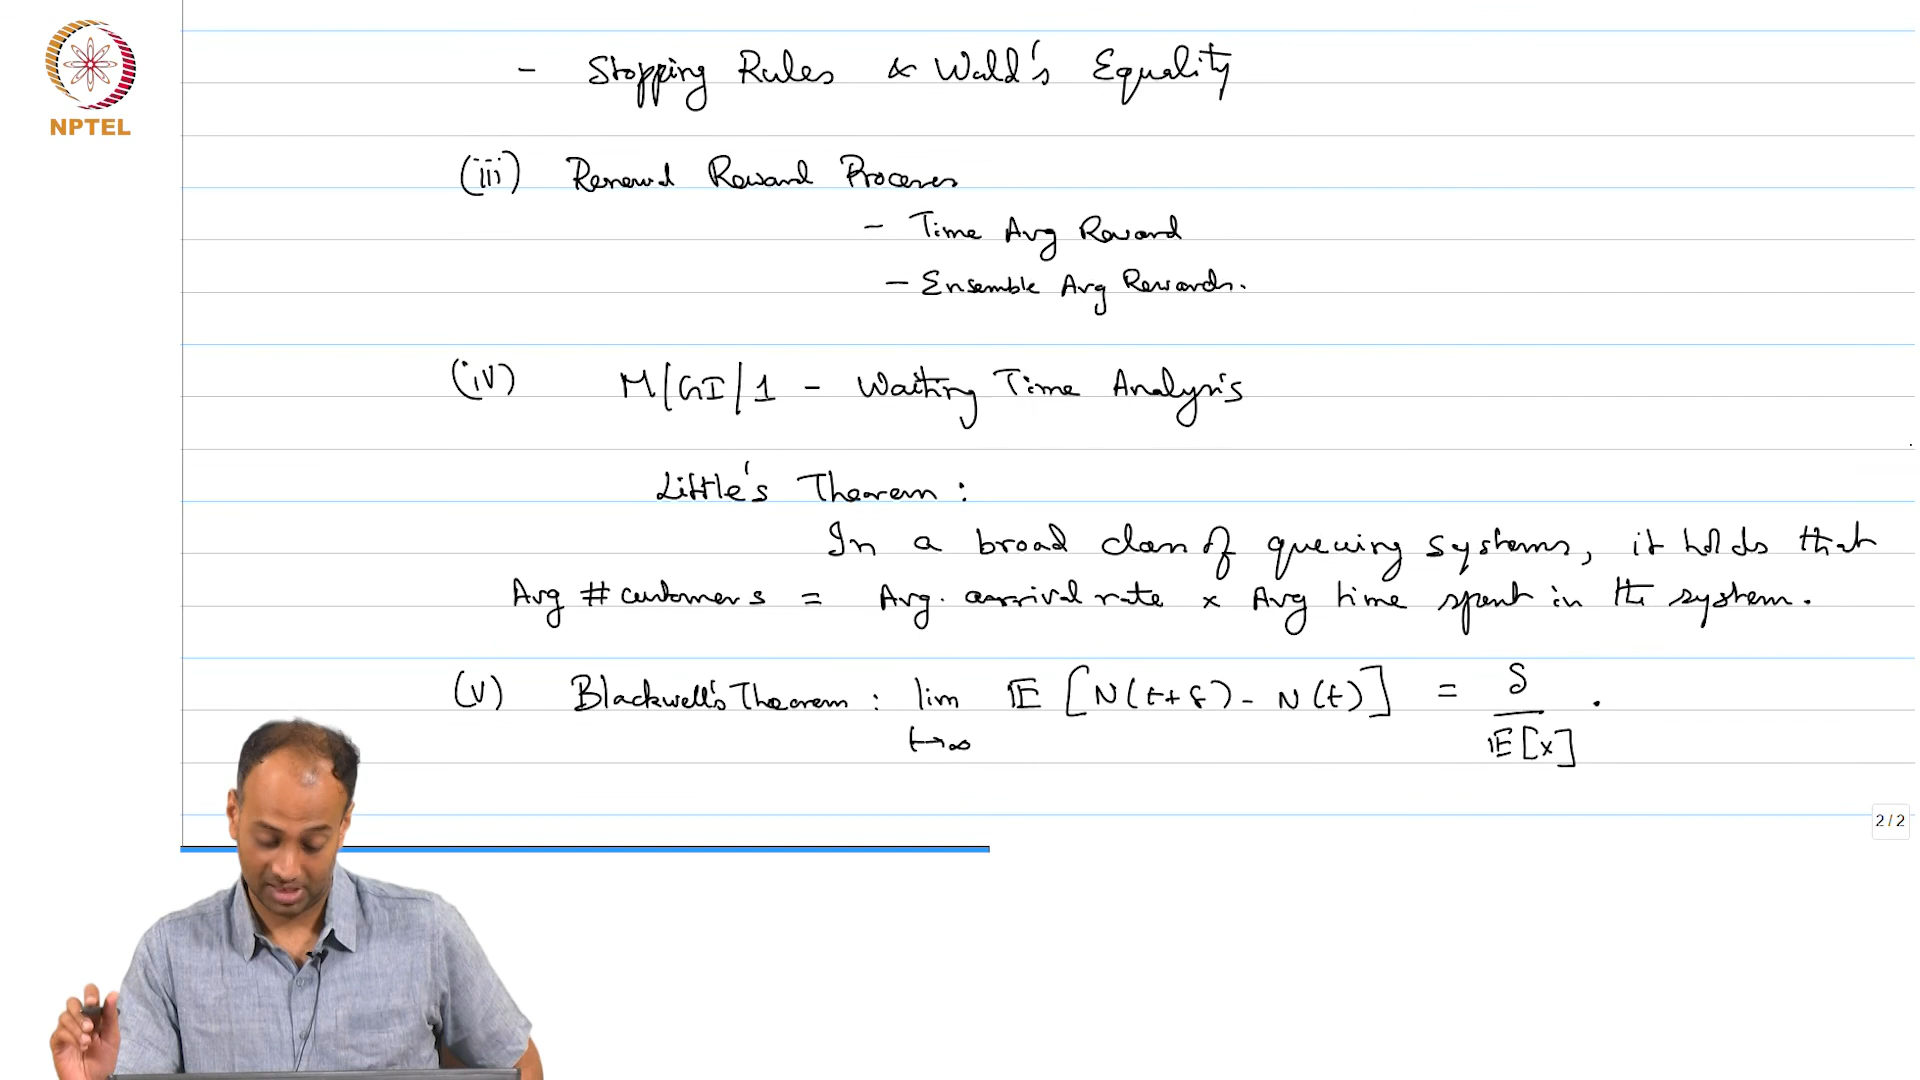 NPTEL
- Stopping Rules & Wald's Equality
(iii) Renewal Reward Processes
- Time Avg Reward
- Ensemble Avg Rewards.
(iv) M/GI/1 - Waiting Time Analysis
Little's Theorem :
In a broad class of queuing systems, it holds that
Avg # customers = Avg. arrival rate x Avg time spent in the system.
(v) Blackwell's Theorem : lim E [N(t+δ) - N(t)] = δ .
t→∞ E[X]
2 / 2